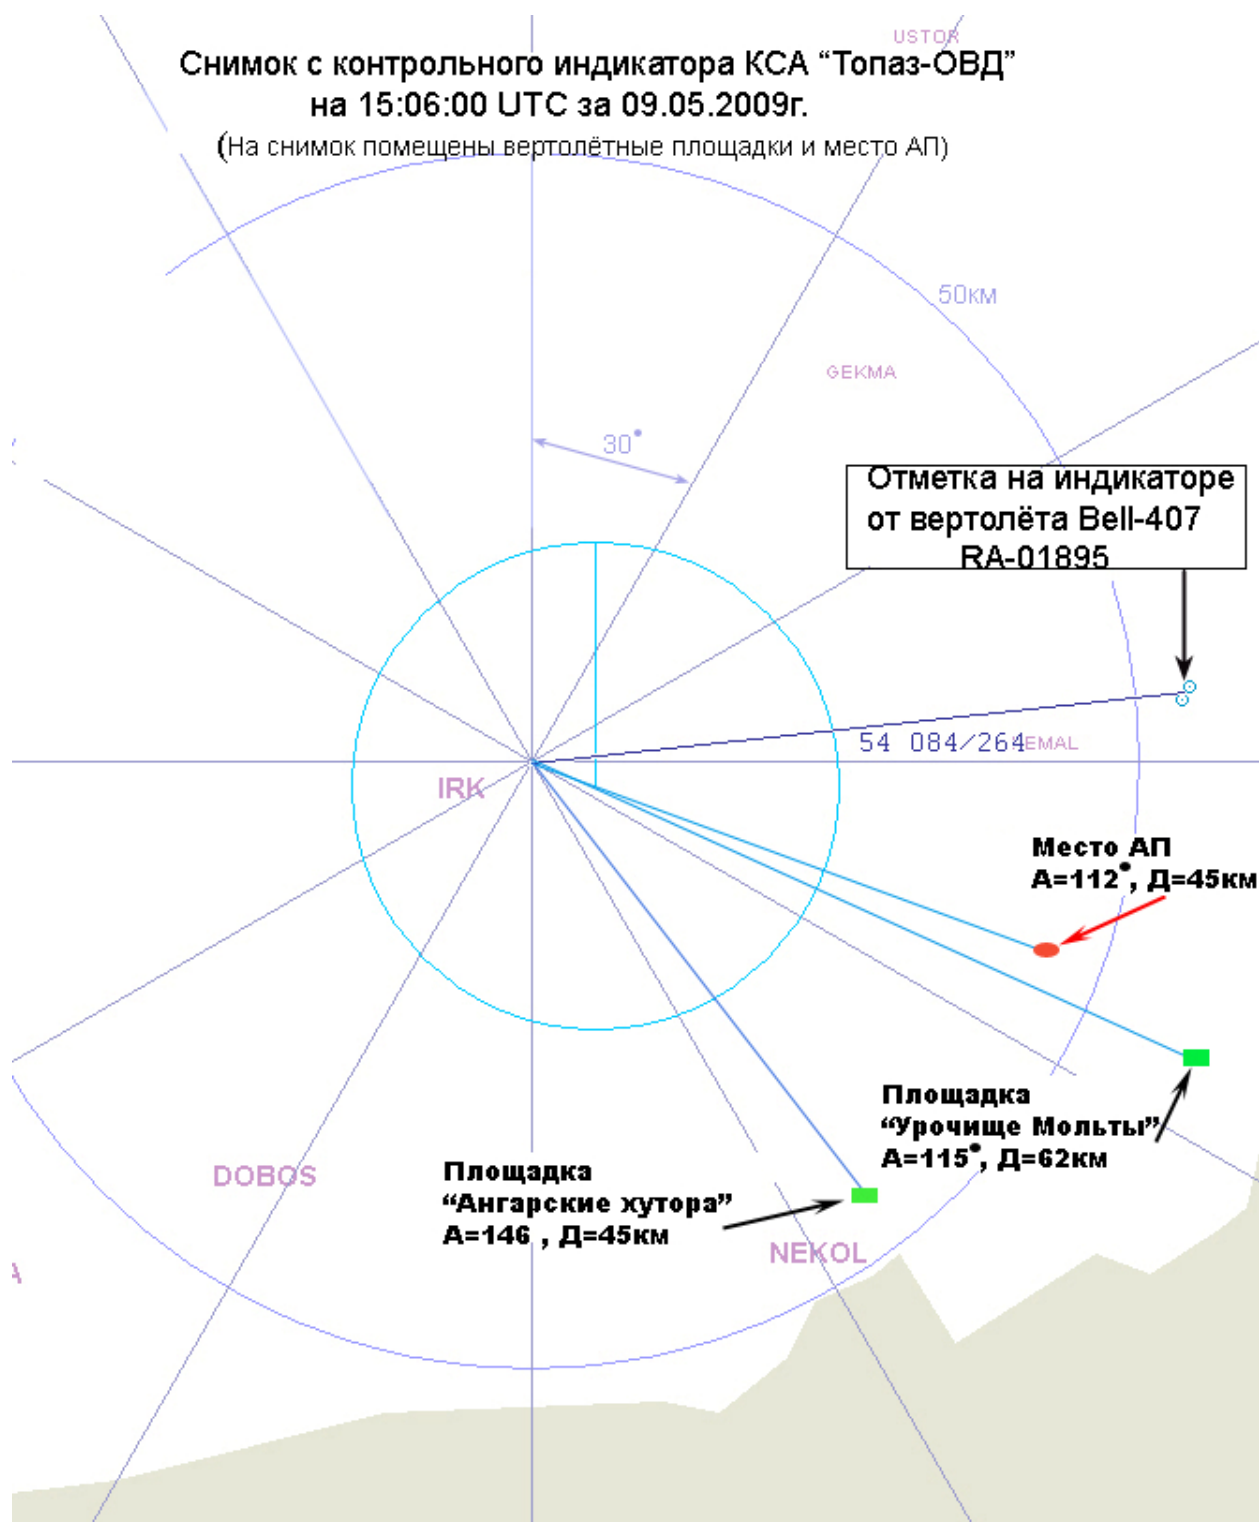 USTOR
Снимок с контрольного индикатора КСА “Топаз-ОВД”
на 15:06:00 UTC за 09.05.2009г.
(На снимок помещены вертолётные площадки и место АП)
50км
GEKMA
30°
Отметка на индикаторе
от вертолёта Bell-407
RA-01895
54 084/264
EMAL
IRK
Место АП
А=112°, Д=45км
Площадка
“Урочище Мольты”
А=115°, Д=62км
DOBOS
Площадка
“Ангарские хутора”
А=146 , Д=45км
NEKOL
A